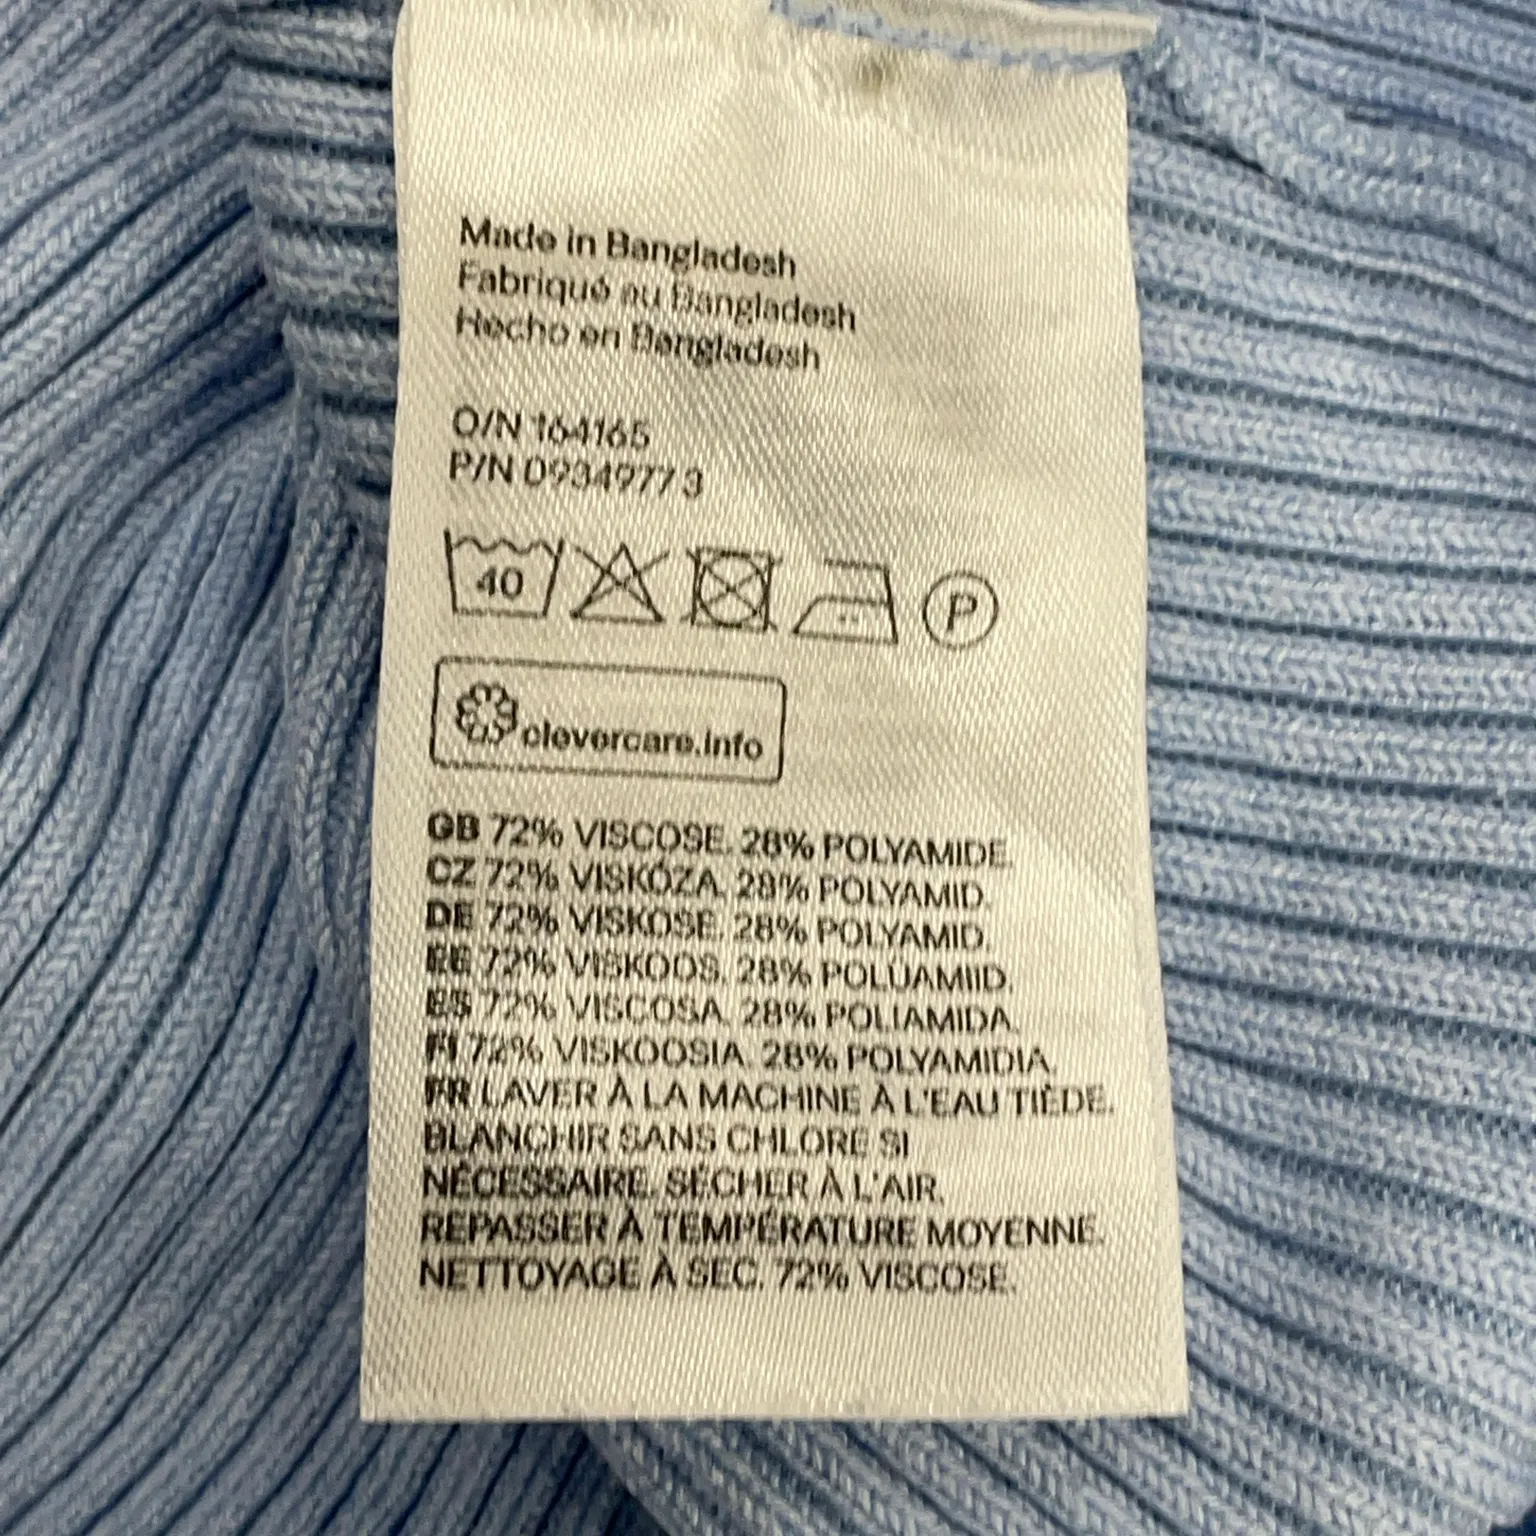 Made in Bangladesh
Fabriqué au Bangladesh
Hecho en Bangladesh
O/N 164165
P/N 0934977 3
40 P
clevercare.info
GB 72% VISCOSE. 28% POLYAMIDE.
CZ 72% VISKÓZA. 28% POLYAMID.
DE 72% VISKOSE. 28% POLYAMID.
EE 72% VISKOOS. 28% POLÜAMIID.
ES 72% VISCOSA. 28% POLIAMIDA.
FI 72% VISKOOSIA. 28% POLYAMIDIA.
FR LAVER À LA MACHINE À L'EAU TIÈDE.
BLANCHIR SANS CHLORE SI
NÉCESSAIRE. SÉCHER À L'AIR.
REPASSER À TEMPÉRATURE MOYENNE.
NETTOYAGE À SEC. 72% VISCOSE.